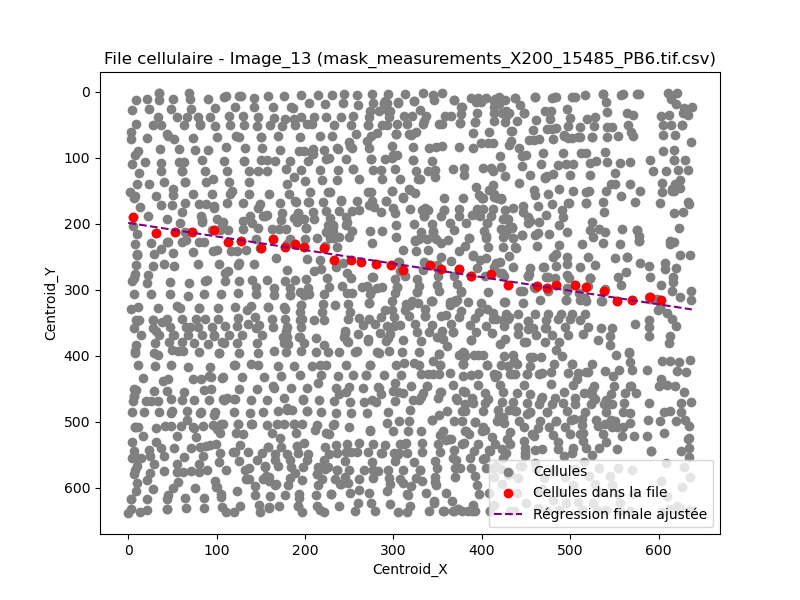 File cellulaire - Image_13 (mask_measurements_X200_15485_PB6.tif.csv)
Centroid_Y
0
100
200
300
400
500
600
Cellules
Cellules dans la file
Régression finale ajustée
0 100 200 300 400 500 600
Centroid_X